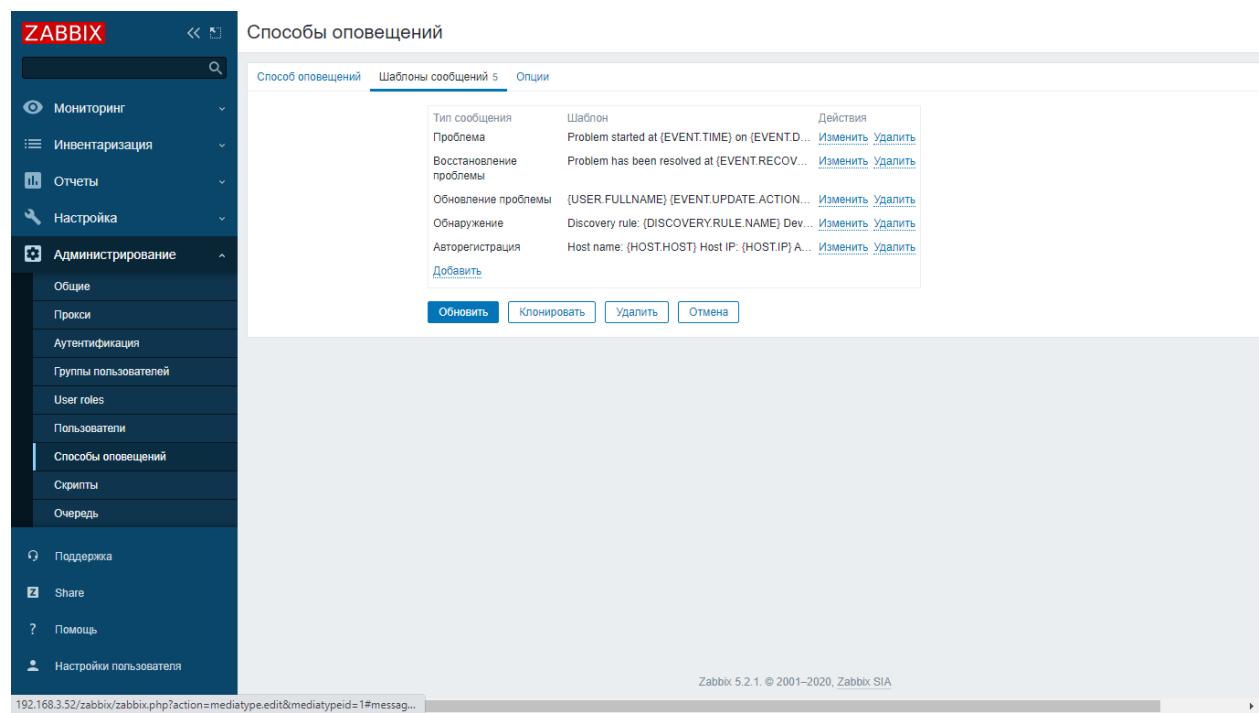 ZABBIX
Мониторинг
Инвентаризация
Отчеты
Настройка
Администрирование
Общие
Прокси
Аутентификация
Группы пользователей
User roles
Пользователи
Способы оповещений
Скрипты
Очередь
Поддержка
Share
Помощь
Настройки пользователя
192.168.3.52/zabbix/zabbix.php?action=mediatype.edit&mediatypeid=1#messag...
Способы оповещений
Способ оповещений Шаблоны сообщений 5 Опции
Тип сообщения Шаблон Действия
Проблема Problem started at {EVENT.TIME} on {EVENT.D... Изменить Удалить
Восстановление проблемы Problem has been resolved at {EVENT.RECOV... Изменить Удалить
Обновление проблемы {USER.FULLNAME} {EVENT.UPDATE.ACTION... Изменить Удалить
Обнаружение Discovery rule: {DISCOVERY.RULE.NAME} Dev... Изменить Удалить
Авторегистрация Host name: {HOST.HOST} Host IP: {HOST.IP} A... Изменить Удалить
Добавить
Обновить Клонировать Удалить Отмена
Zabbix 5.2.1. © 2001–2020, Zabbix SIA